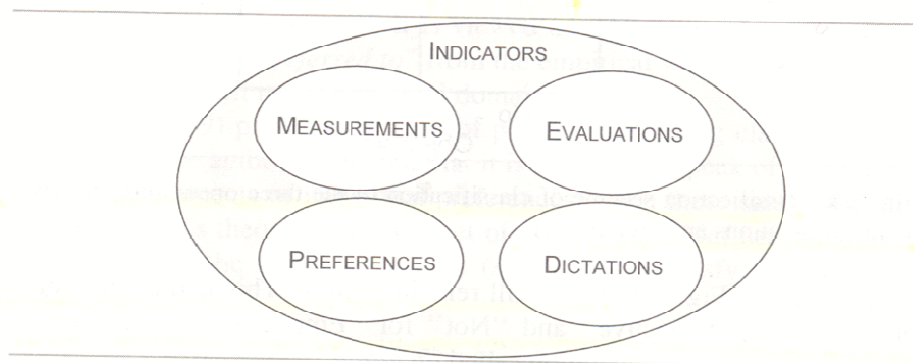 INDICATORS
MEASUREMENTS
EVALUATIONS
PREFERENCES
DICTATIONS